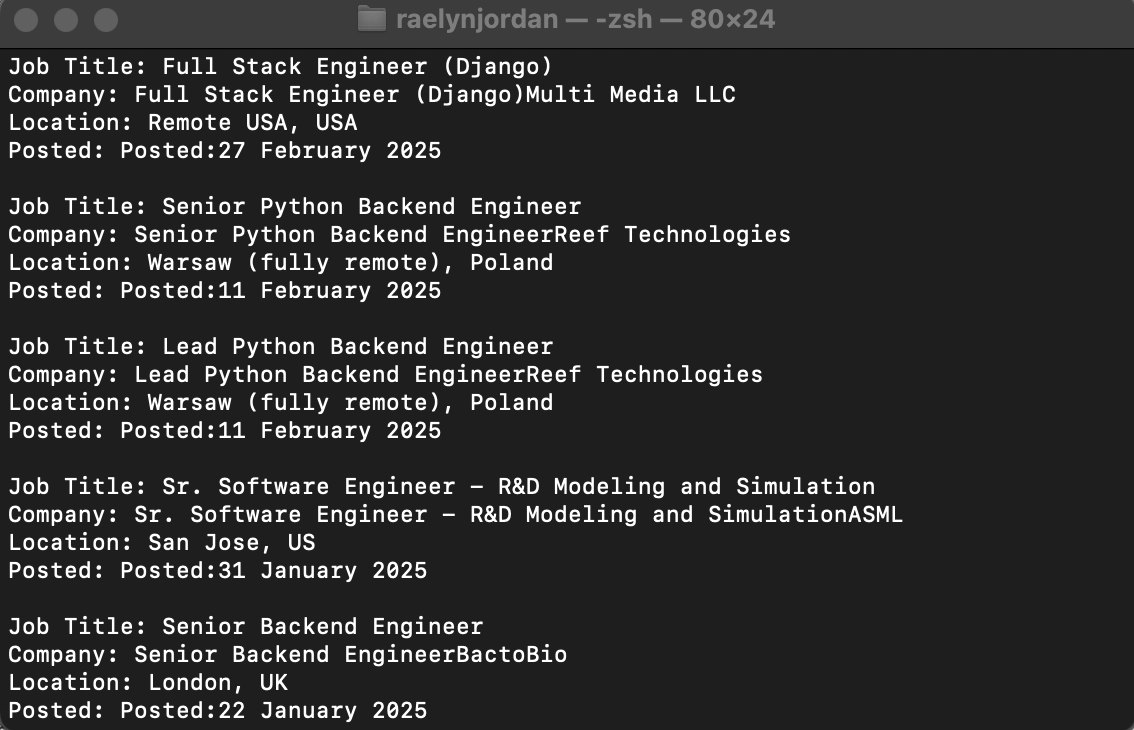 raelynjordan — -zsh — 80×24
Job Title: Full Stack Engineer (Django)
Company: Full Stack Engineer (Django)Multi Media LLC
Location: Remote USA, USA
Posted: Posted:27 February 2025
Job Title: Senior Python Backend Engineer
Company: Senior Python Backend EngineerReef Technologies
Location: Warsaw (fully remote), Poland
Posted: Posted:11 February 2025
Job Title: Lead Python Backend Engineer
Company: Lead Python Backend EngineerReef Technologies
Location: Warsaw (fully remote), Poland
Posted: Posted:11 February 2025
Job Title: Sr. Software Engineer – R&D Modeling and Simulation
Company: Sr. Software Engineer – R&D Modeling and SimulationASML
Location: San Jose, US
Posted: Posted:31 January 2025
Job Title: Senior Backend Engineer
Company: Senior Backend EngineerBactoBio
Location: London, UK
Posted: Posted:22 January 2025